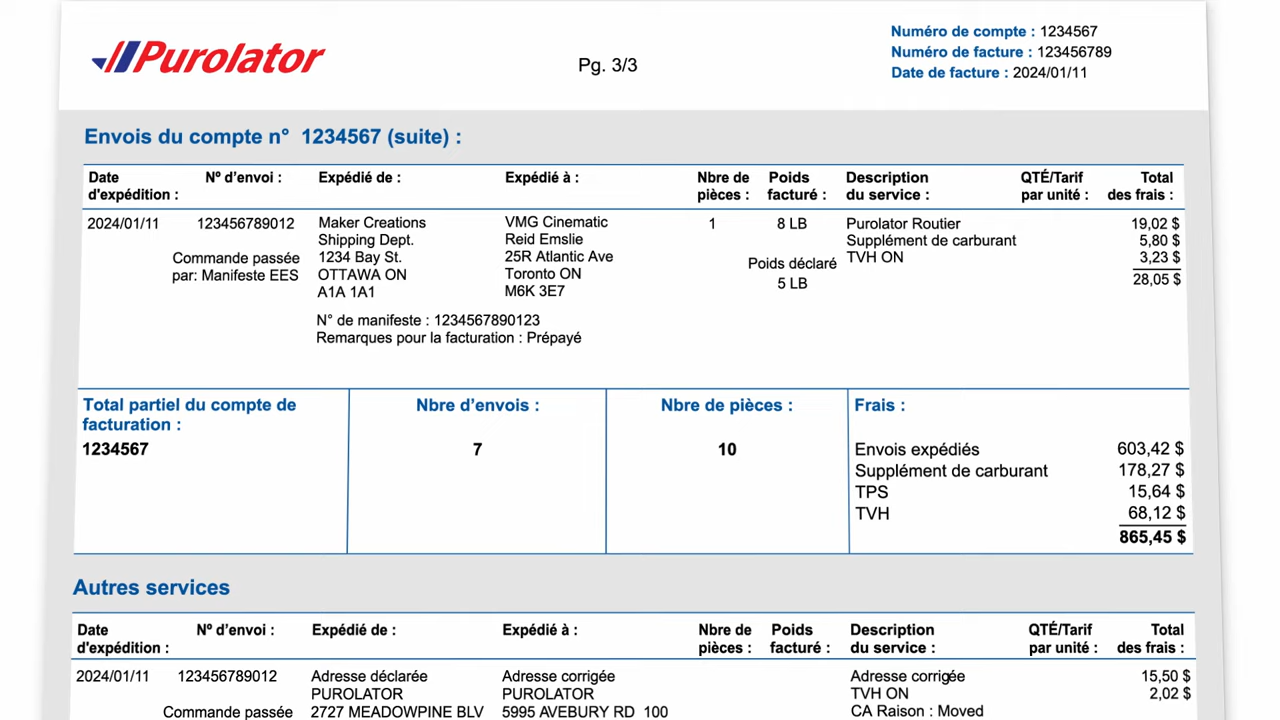 Purolator
Pg. 3/3
Numéro de compte : 1234567
Numéro de facture : 123456789
Date de facture : 2024/01/11
Envois du compte n° 1234567 (suite) :
Date d'expédition : Nº d’envoi : Expédié de : Expédié à : Nbre de pièces : Poids facturé : Description du service : QTÉ/Tarif par unité : Total des frais :
2024/01/11 123456789012 Maker Creations VMG Cinematic 1 8 LB Purolator Routier 19,02 $
Shipping Dept. Reid Emslie Supplément de carburant 5,80 $
Commande passée 1234 Bay St. 25R Atlantic Ave Poids déclaré TVH ON 3,23 $
par: Manifeste EES OTTAWA ON Toronto ON 5 LB 28,05 $
A1A 1A1 M6K 3E7
N° de manifeste : 1234567890123
Remarques pour la facturation : Prépayé
Total partiel du compte de facturation : Nbre d’envois : Nbre de pièces : Frais :
1234567 7 10 Envois expédiés 603,42 $
Supplément de carburant 178,27 $
TPS 15,64 $
TVH 68,12 $
865,45 $
Autres services
Date d'expédition : Nº d’envoi : Expédié de : Expédié à : Nbre de pièces : Poids facturé : Description du service : QTÉ/Tarif par unité : Total des frais :
2024/01/11 123456789012 Adresse déclarée Adresse corrigée Adresse corrigée 15,50 $
PUROLATOR PUROLATOR TVH ON 2,02 $
Commande passée 2727 MEADOWPINE BLV 5995 AVEBURY RD 100 CA Raison : Moved